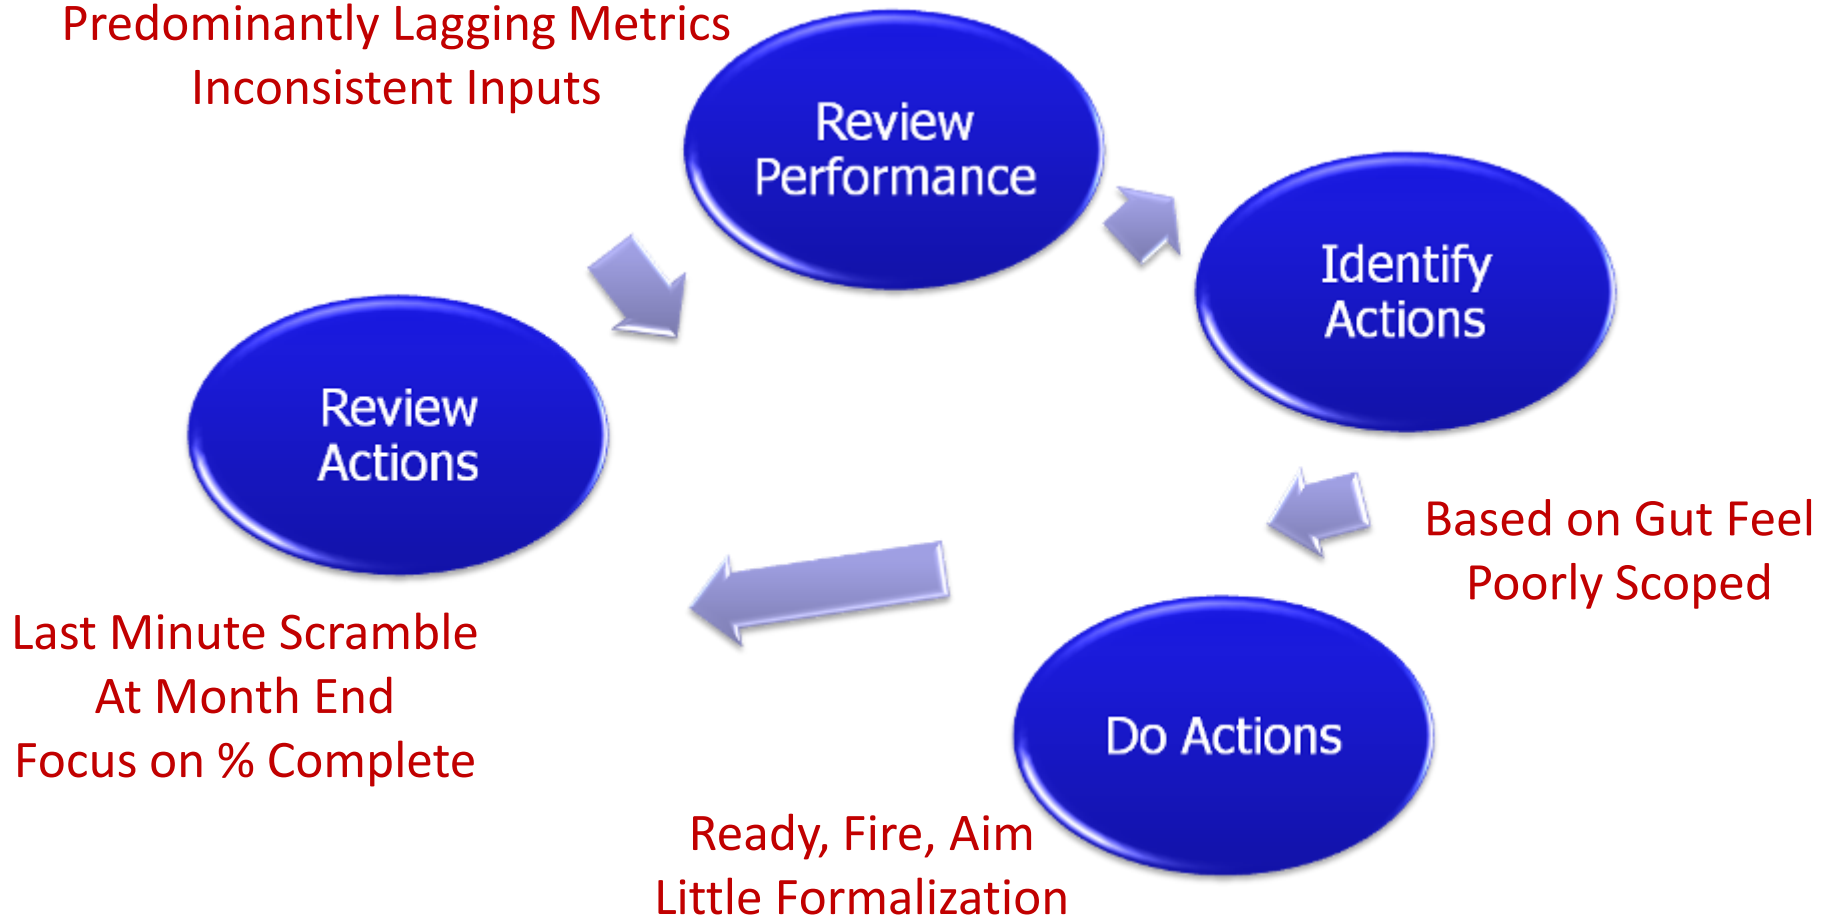 Predominantly Lagging Metrics
Inconsistent Inputs
Review
Performance
Identify
Actions
Based on Gut Feel
Poorly Scoped
Do Actions
Ready, Fire, Aim
Little Formalization
Review
Actions
Last Minute Scramble
At Month End
Focus on % Complete